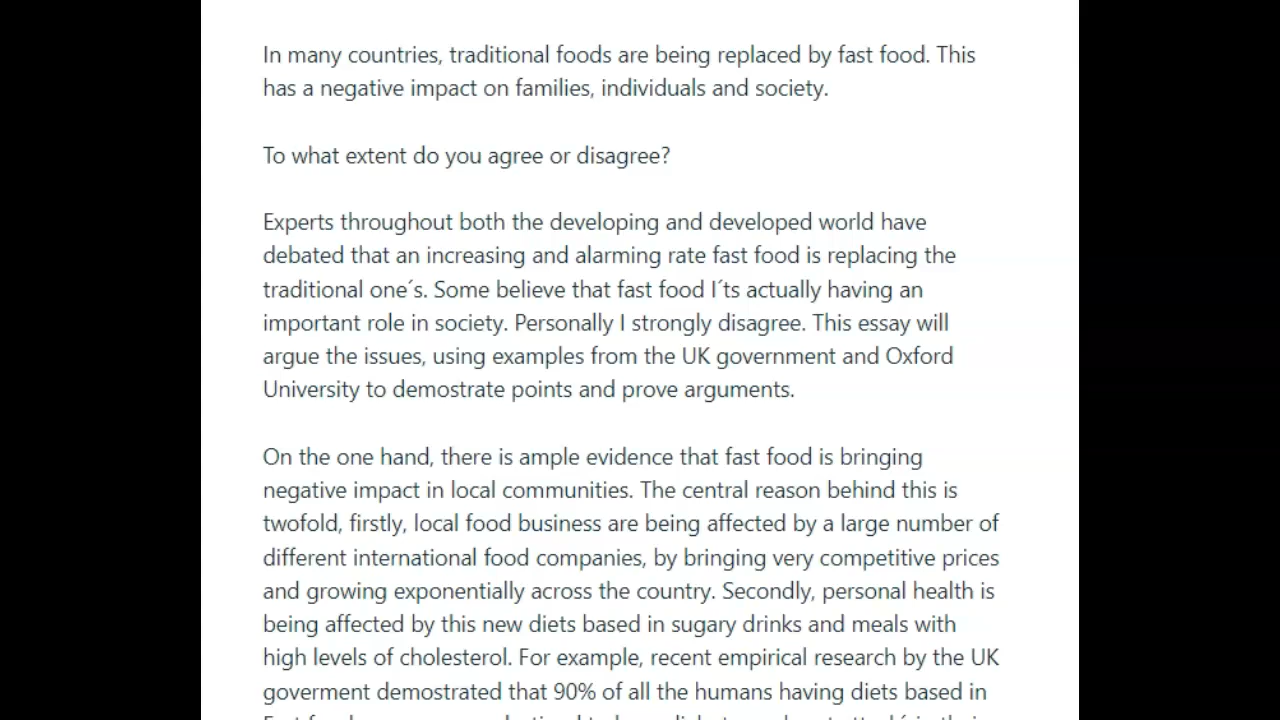 In many countries, traditional foods are being replaced by fast food. This
has a negative impact on families, individuals and society.
To what extent do you agree or disagree?
Experts throughout both the developing and developed world have
debated that an increasing and alarming rate fast food is replacing the
traditional one´s. Some believe that fast food I´ts actually having an
important role in society. Personally I strongly disagree. This essay will
argue the issues, using examples from the UK government and Oxford
University to demostrate points and prove arguments.
On the one hand, there is ample evidence that fast food is bringing
negative impact in local communities. The central reason behind this is
twofold, firstly, local food business are being affected by a large number of
different international food companies, by bringing very competitive prices
and growing exponentially across the country. Secondly, personal health is
being affected by this new diets based in sugary drinks and meals with
high levels of cholesterol. For example, recent empirical research by the UK
goverment demostrated that 90% of all the humans having diets based in